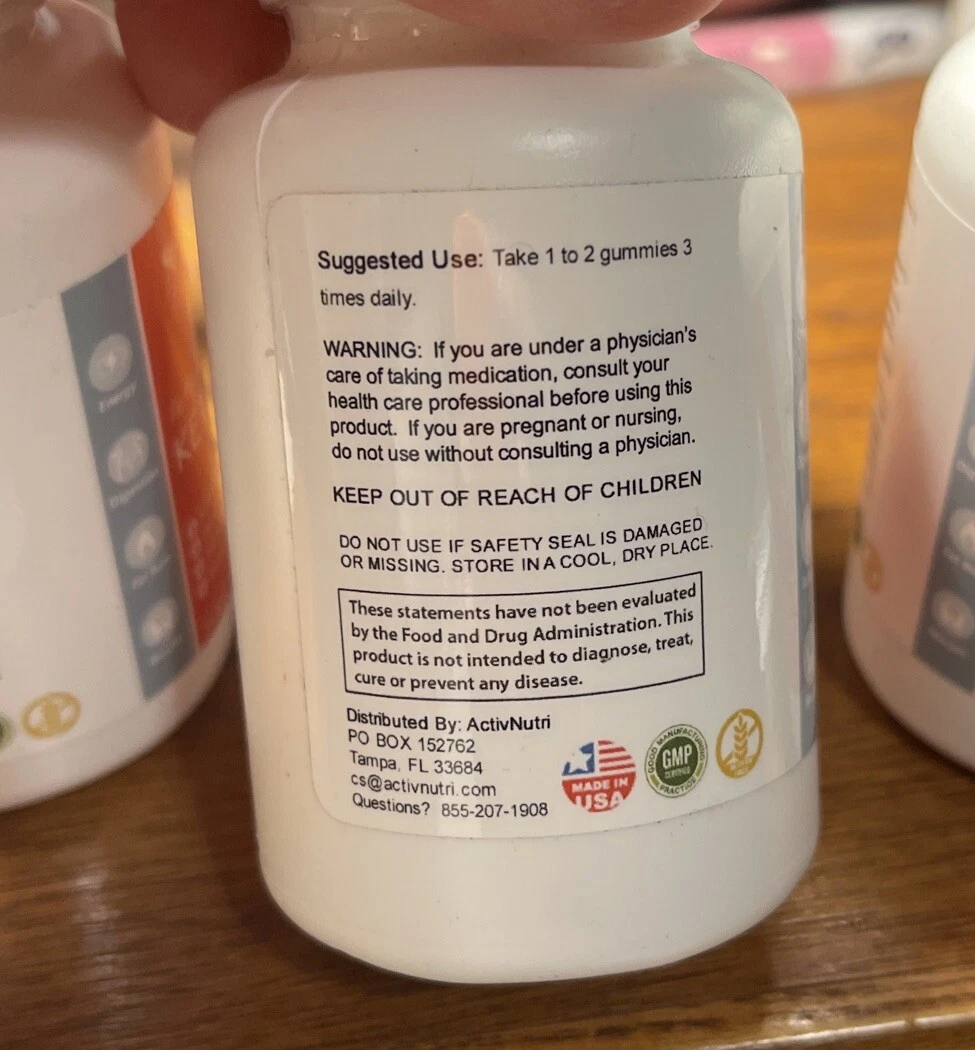 Suggested Use: Take 1 to 2 gummies 3
times daily.
WARNING: If you are under a physician's
care of taking medication, consult your
health care professional before using this
product. If you are pregnant or nursing,
do not use without consulting a physician.
KEEP OUT OF REACH OF CHILDREN
DO NOT USE IF SAFETY SEAL IS DAMAGED
OR MISSING. STORE IN A COOL, DRY PLACE.
These statements have not been evaluated
by the Food and Drug Administration. This
product is not intended to diagnose, treat,
cure or prevent any disease.
Distributed By: ActivNutri
PO BOX 152762
Tampa, FL 33684
cs@activnutri.com
Questions? 855-207-1908
MADE IN
USA
GOOD MANUFACTURING
GMP
CERTIFIED
PRACTICE
Energy